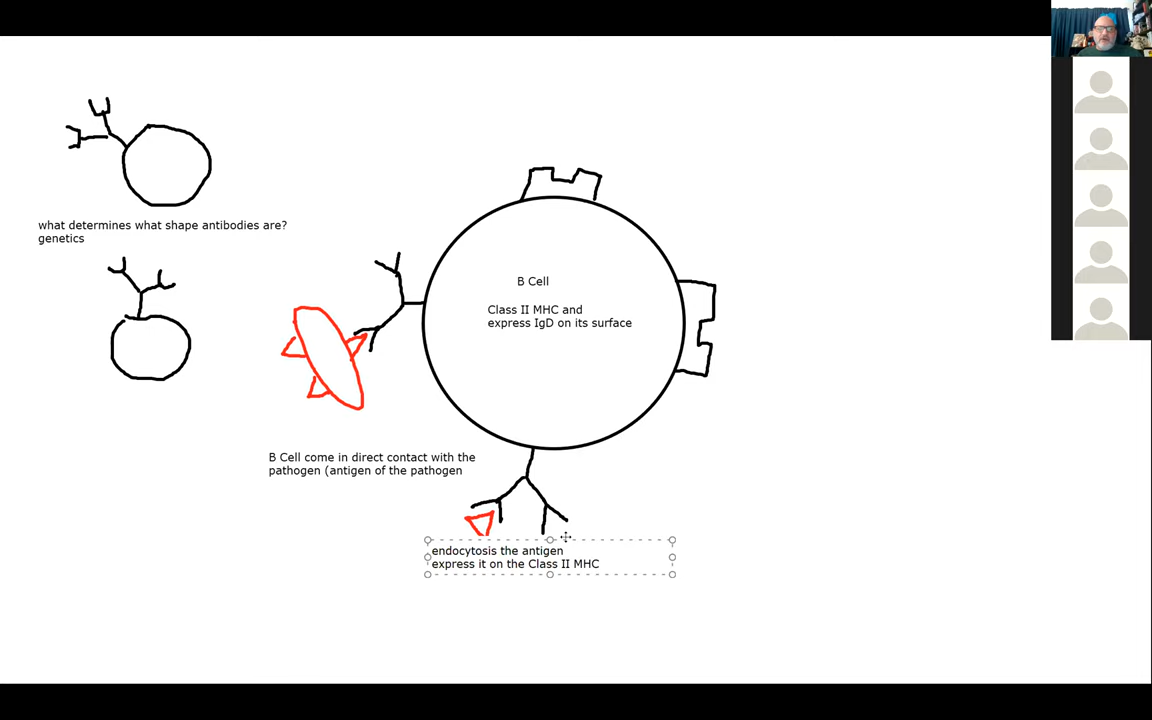 what determines what shape antibodies are?
genetics
B Cell
Class II MHC and
express IgD on its surface
B Cell come in direct contact with the
pathogen (antigen of the pathogen
endocytosis the antigen
express it on the Class II MHC